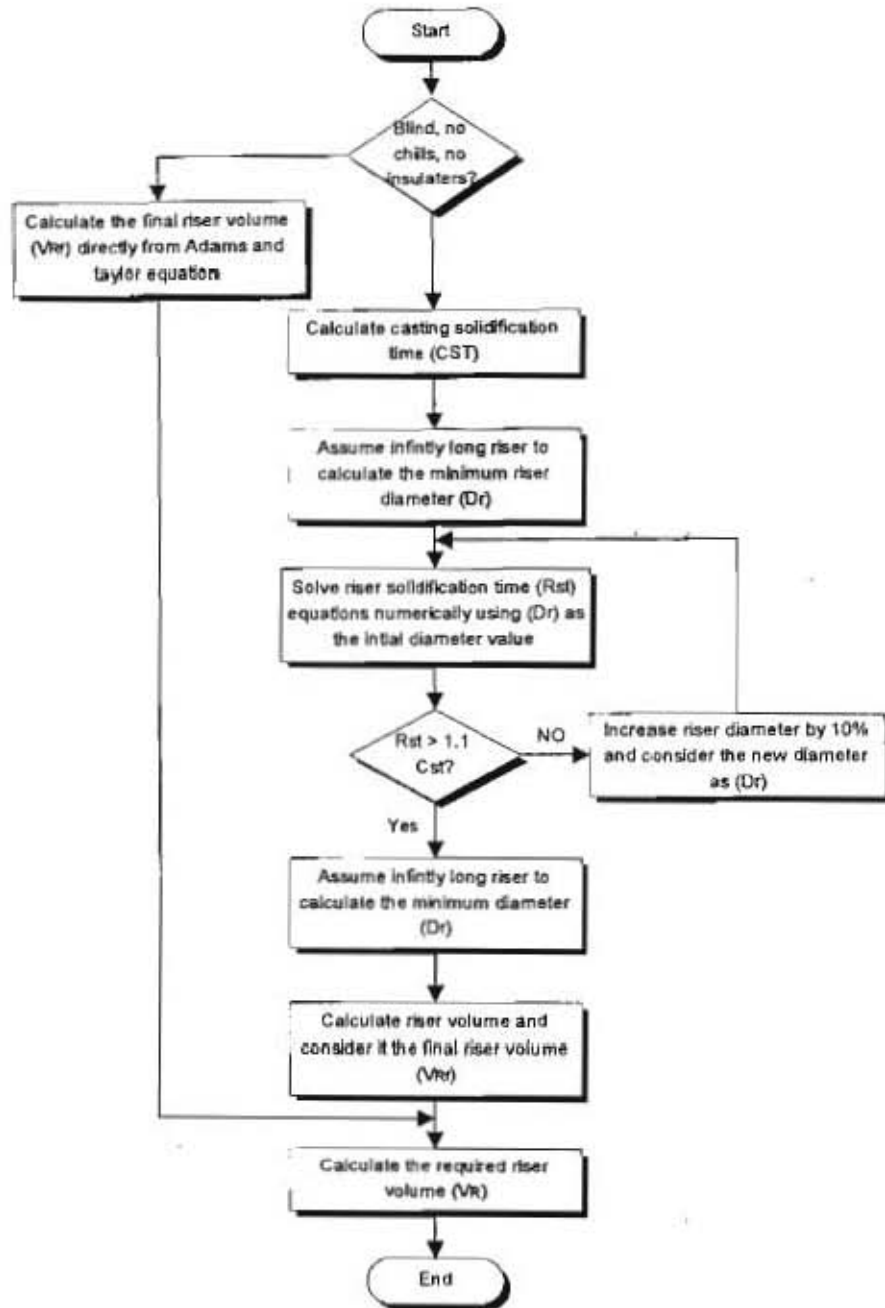 Start
Blind, no
chills, no
insulaters?
Calculate the final riser volume
(VRf) directly from Adams and
taylor equation
Calculate casting solidification
time (CST)
Assume infintly long riser to
calculate the minimum riser
diameter (Dr)
Solve riser solidification time (Rst)
equations numerically using (Dr) as
the intial diameter value
Rst > 1.1
Cst?
NO
Increase riser diameter by 10%
and consider the new diameter
as (Dr)
Yes
Assume infintly long riser to
calculate the minimum diameter
(Dr)
Calculate riser volume and
consider it the final riser volume
(VRf)
Calculate the required riser
volume (VR)
End